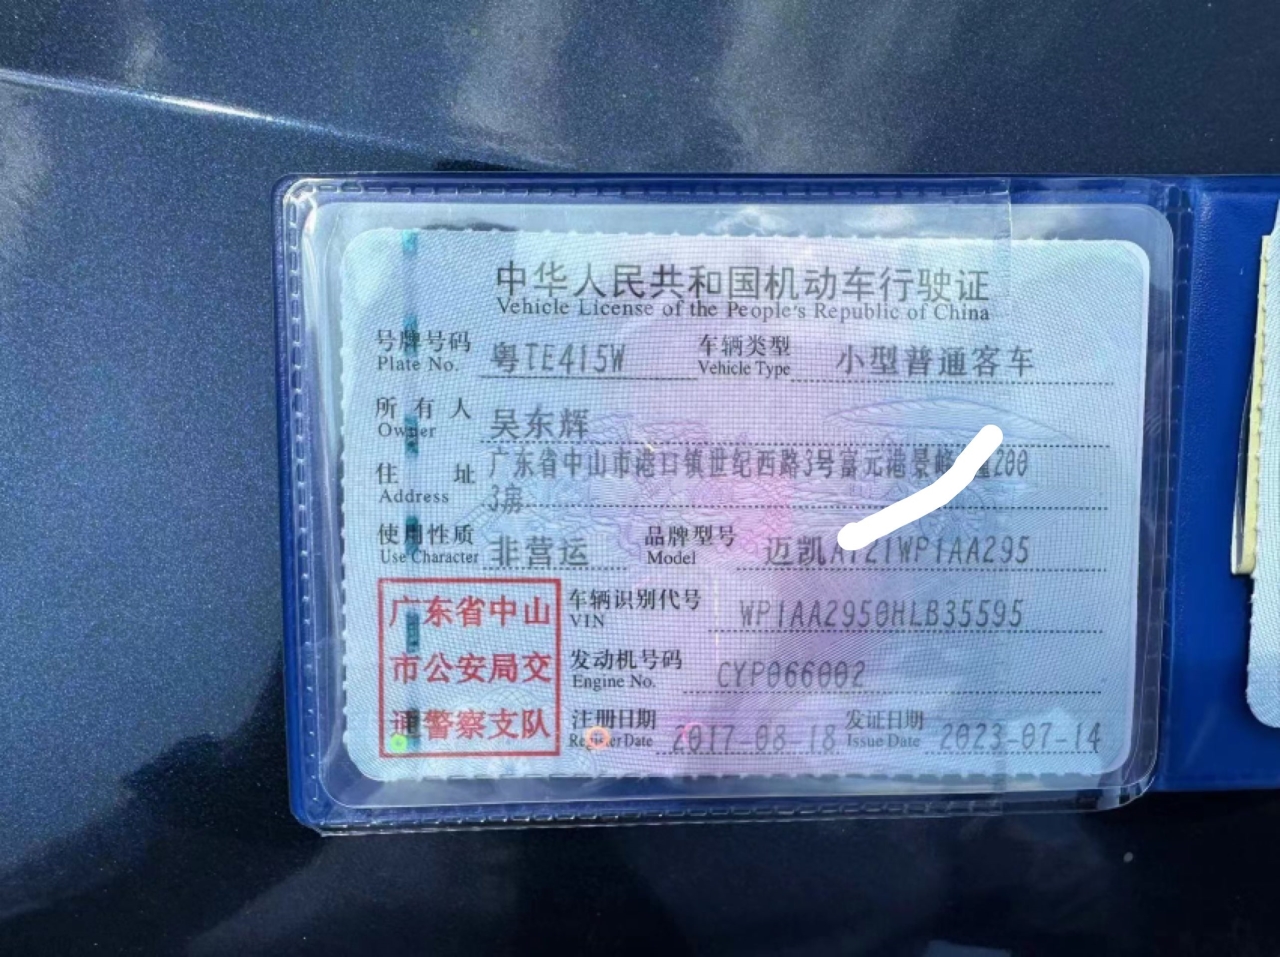 中华人民共和国机动车行驶证
Vehicle License of the People's Republic of China
号牌号码 粤TE415W 车辆类型 小型普通客车
Plate No. Vehicle Type
所有人 吴东辉
Owner
住址 广东省中山市港口镇世纪西路3号富元港景峰 200
Address 3房
使用性质 非营运 品牌型号 迈凯 WP1AA295
Use Character Model
广东省中山
市公安局交
通警察支队
车辆识别代号 WP1AA2950HLB35595
VIN
发动机号码 CYP066002
Engine No.
注册日期 2017-08-18 发证日期 2023-07-14
Register Date Issue Date